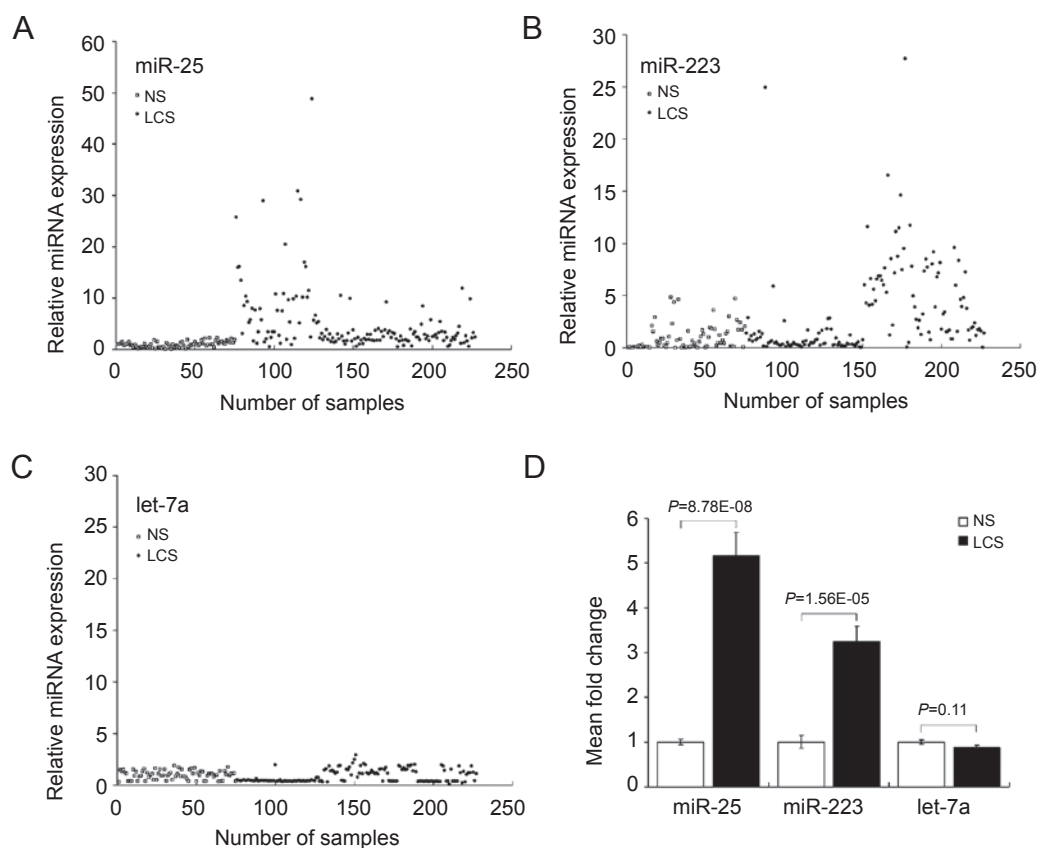 A
miR-25
NS
LCS
60
50
40
30
20
10
0
Relative miRNA expression
0 50 100 150 200 250
Number of samples
B
miR-223
NS
LCS
30
25
20
15
10
5
0
Relative miRNA expression
0 50 100 150 200 250
Number of samples
C
let-7a
NS
LCS
30
25
20
15
10
5
0
Relative miRNA expression
0 50 100 150 200 250
Number of samples
D
P=8.78E-08
P=1.56E-05
P=0.11
NS
LCS
6
5
4
3
2
1
0
Mean fold change
miR-25 miR-223 let-7a